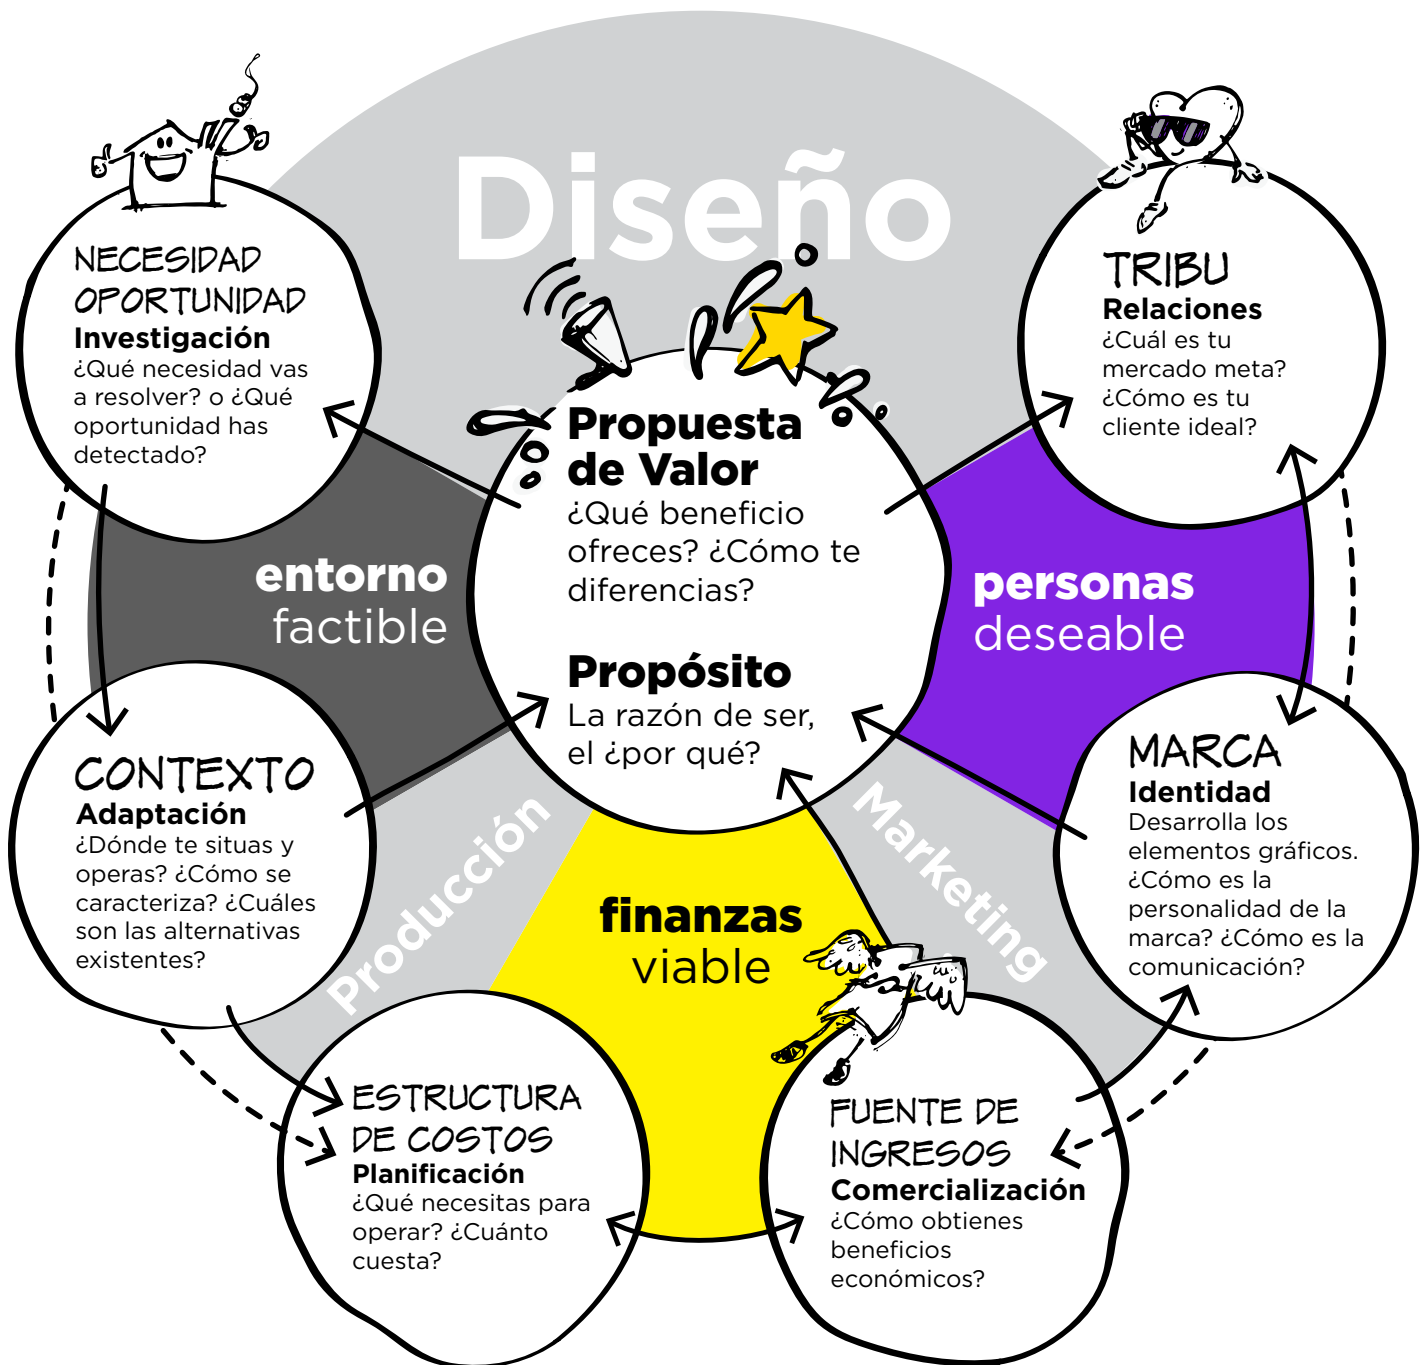 Diseño
NECESIDAD
OPORTUNIDAD
Investigación
¿Qué necesidad vas
a resolver? o ¿Qué
oportunidad has
detectado?
TRIBU
Relaciones
¿Cuál es tu
mercado meta?
¿Cómo es tu
cliente ideal?
Propuesta
de Valor
¿Qué beneficio
ofreces? ¿Cómo te
diferencias?
Propósito
La razón de ser,
el ¿por qué?
entorno
factible
personas
deseable
CONTEXTO
Adaptación
¿Dónde te situas y
operas? ¿Cómo se
caracteriza? ¿Cuáles
son las alternativas
existentes?
MARCA
Identidad
Desarrolla los
elementos gráficos.
¿Cómo es la
personalidad de la
marca? ¿Cómo es la
comunicación?
Producción
Marketing
finanzas
viable
ESTRUCTURA
DE COSTOS
Planificación
¿Qué necesitas para
operar? ¿Cuánto
cuesta?
FUENTE DE
INGRESOS
Comercialización
¿Cómo obtienes
beneficios
económicos?